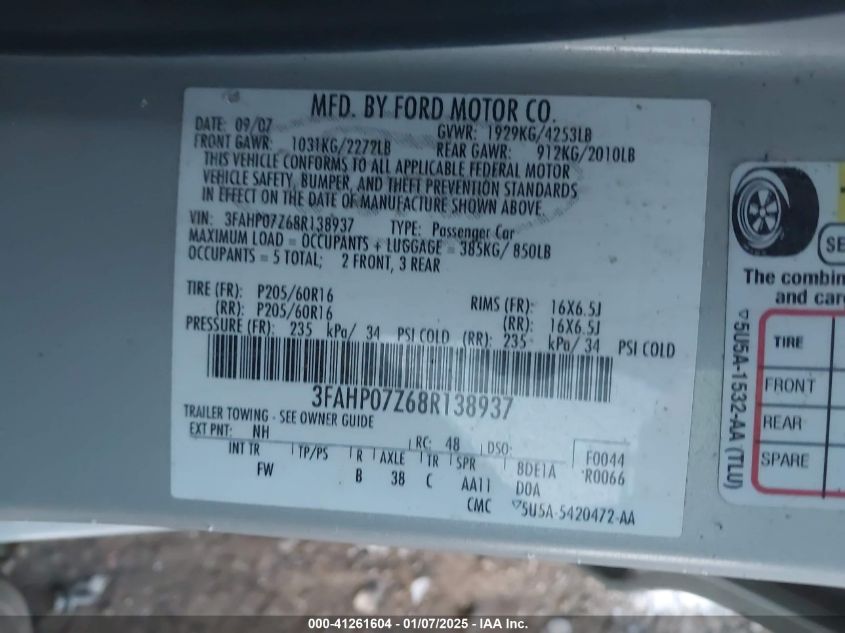 MFD. BY FORD MOTOR CO.
DATE: 09/07 GVWR: 1929KG/4253LB
FRONT GAWR: 1031KG/2272LB REAR GAWR: 912KG/2010LB
THIS VEHICLE CONFORMS TO ALL APPLICABLE FEDERAL MOTOR
VEHICLE SAFETY, BUMPER, AND THEFT PREVENTION STANDARDS
IN EFFECT ON THE DATE OF MANUFACTURE SHOWN ABOVE.
VIN: 3FAHP07Z68R138937 TYPE: Passenger Car
MAXIMUM LOAD = OCCUPANTS + LUGGAGE = 385KG/ 850LB
OCCUPANTS = 5 TOTAL; 2 FRONT, 3 REAR
TIRE (FR): P205/60R16 RIMS (FR): 16X6.5J
(RR): P205/60R16 (RR): 16X6.5J
PRESSURE (FR): 235 kPa/ 34 PSI COLD (RR): 235 kPa/ 34 PSI COLD
3FAHP07Z68R138937
TRAILER TOWING - SEE OWNER GUIDE
EXT PNT: NH RC: 48 DSO: F0044
INT TR TP/PS R AXLE TR SPR 8DE1A R0066
FW B 38 C AA11 D0A
CMC 5U5A-5420472-AA
SE
The combin
and carg
5U5A-1532-AA (TLU)
TIRE
FRONT
REAR
SPARE
000-41261604 - 01/07/2025 - IAA Inc.